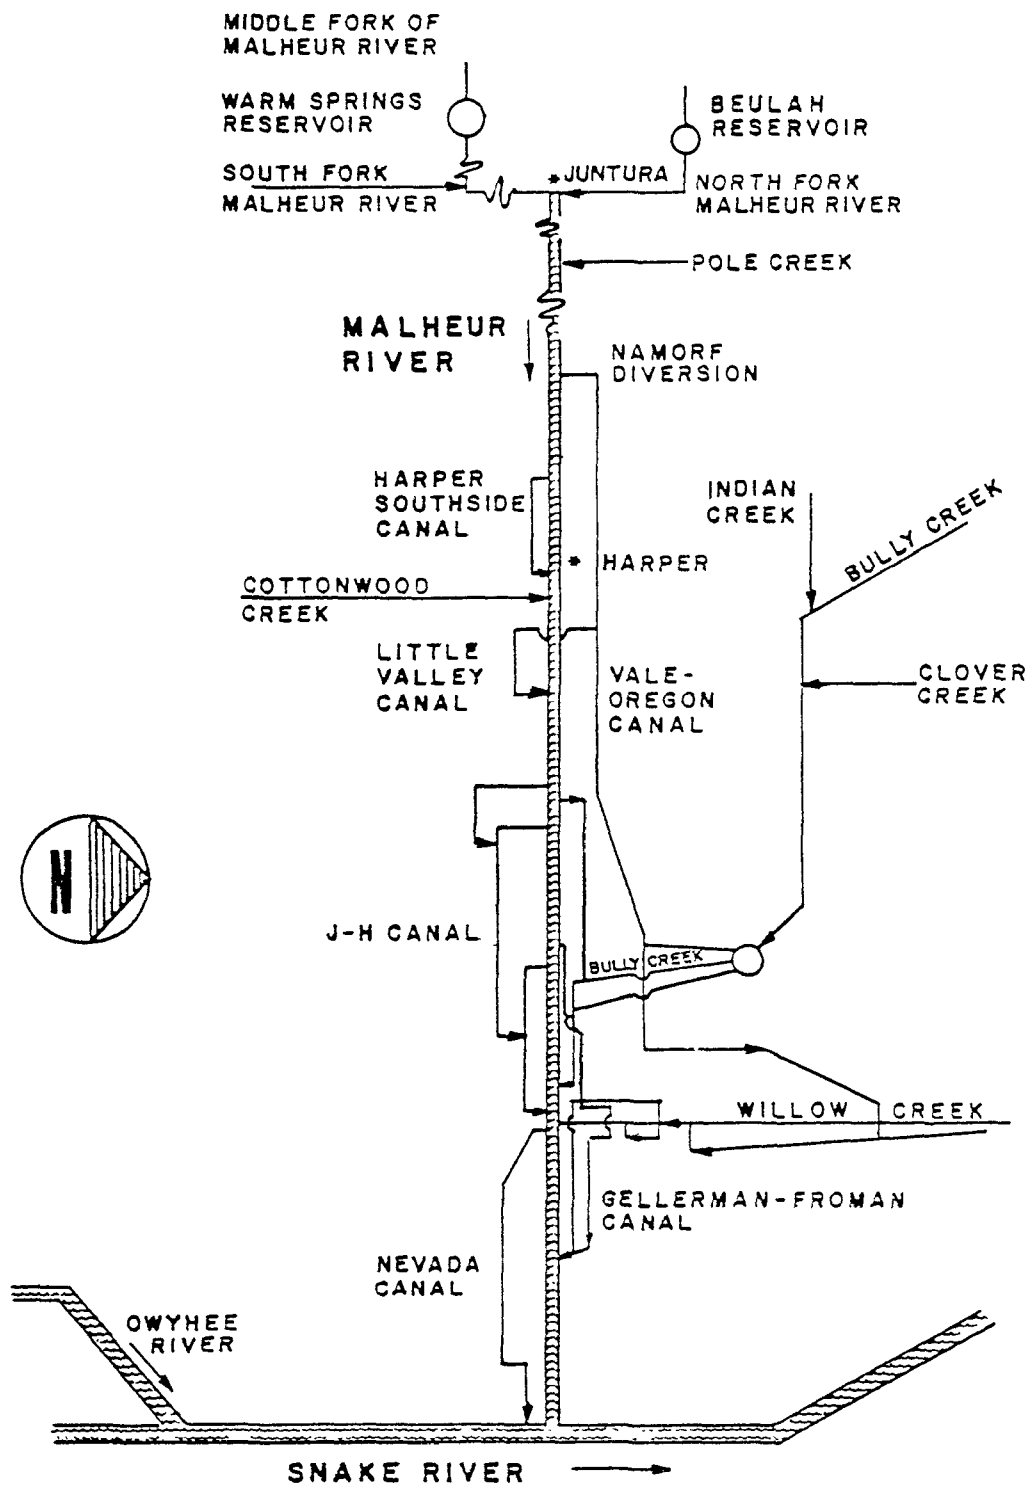 MIDDLE FORK OF
MALHEUR RIVER
WARM SPRINGS
RESERVOIR
BEULAH
RESERVOIR
SOUTH FORK
MALHEUR RIVER
* JUNTURA
NORTH FORK
MALHEUR RIVER
POLE CREEK
MALHEUR
RIVER
NAMORF
DIVERSION
HARPER
SOUTHSIDE
CANAL
INDIAN
CREEK
BULLY CREEK
* HARPER
COTTONWOOD
CREEK
LITTLE
VALLEY
CANAL
VALE-
OREGON
CANAL
CLOVER
CREEK
N
J-H CANAL
BULLY CREEK
WILLOW CREEK
GELLERMAN-FROMAN
CANAL
NEVADA
CANAL
OWYHEE
RIVER
SNAKE RIVER